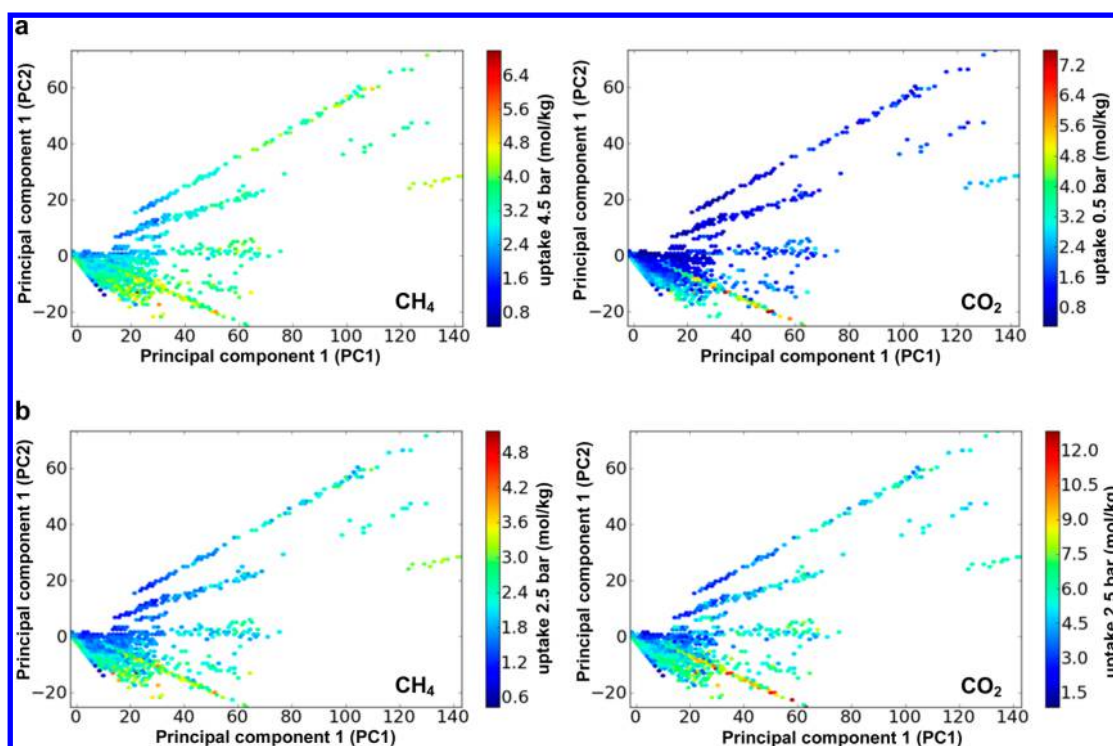 a
Principal component 1 (PC2)
60
40
20
0
−20
0 20 40 60 80 100 120 140
Principal component 1 (PC1)
CH4
6.4
5.6
4.8
4.0
3.2
2.4
1.6
0.8
uptake 4.5 bar (mol/kg)
Principal component 1 (PC2)
60
40
20
0
−20
0 20 40 60 80 100 120 140
Principal component 1 (PC1)
CO2
7.2
6.4
5.6
4.8
4.0
3.2
2.4
1.6
0.8
uptake 0.5 bar (mol/kg)
b
Principal component 1 (PC2)
60
40
20
0
−20
0 20 40 60 80 100 120 140
Principal component 1 (PC1)
CH4
4.8
4.2
3.6
3.0
2.4
1.8
1.2
0.6
uptake 2.5 bar (mol/kg)
Principal component 1 (PC2)
60
40
20
0
−20
0 20 40 60 80 100 120 140
Principal component 1 (PC1)
CO2
12.0
10.5
9.0
7.5
6.0
4.5
3.0
1.5
uptake 2.5 bar (mol/kg)